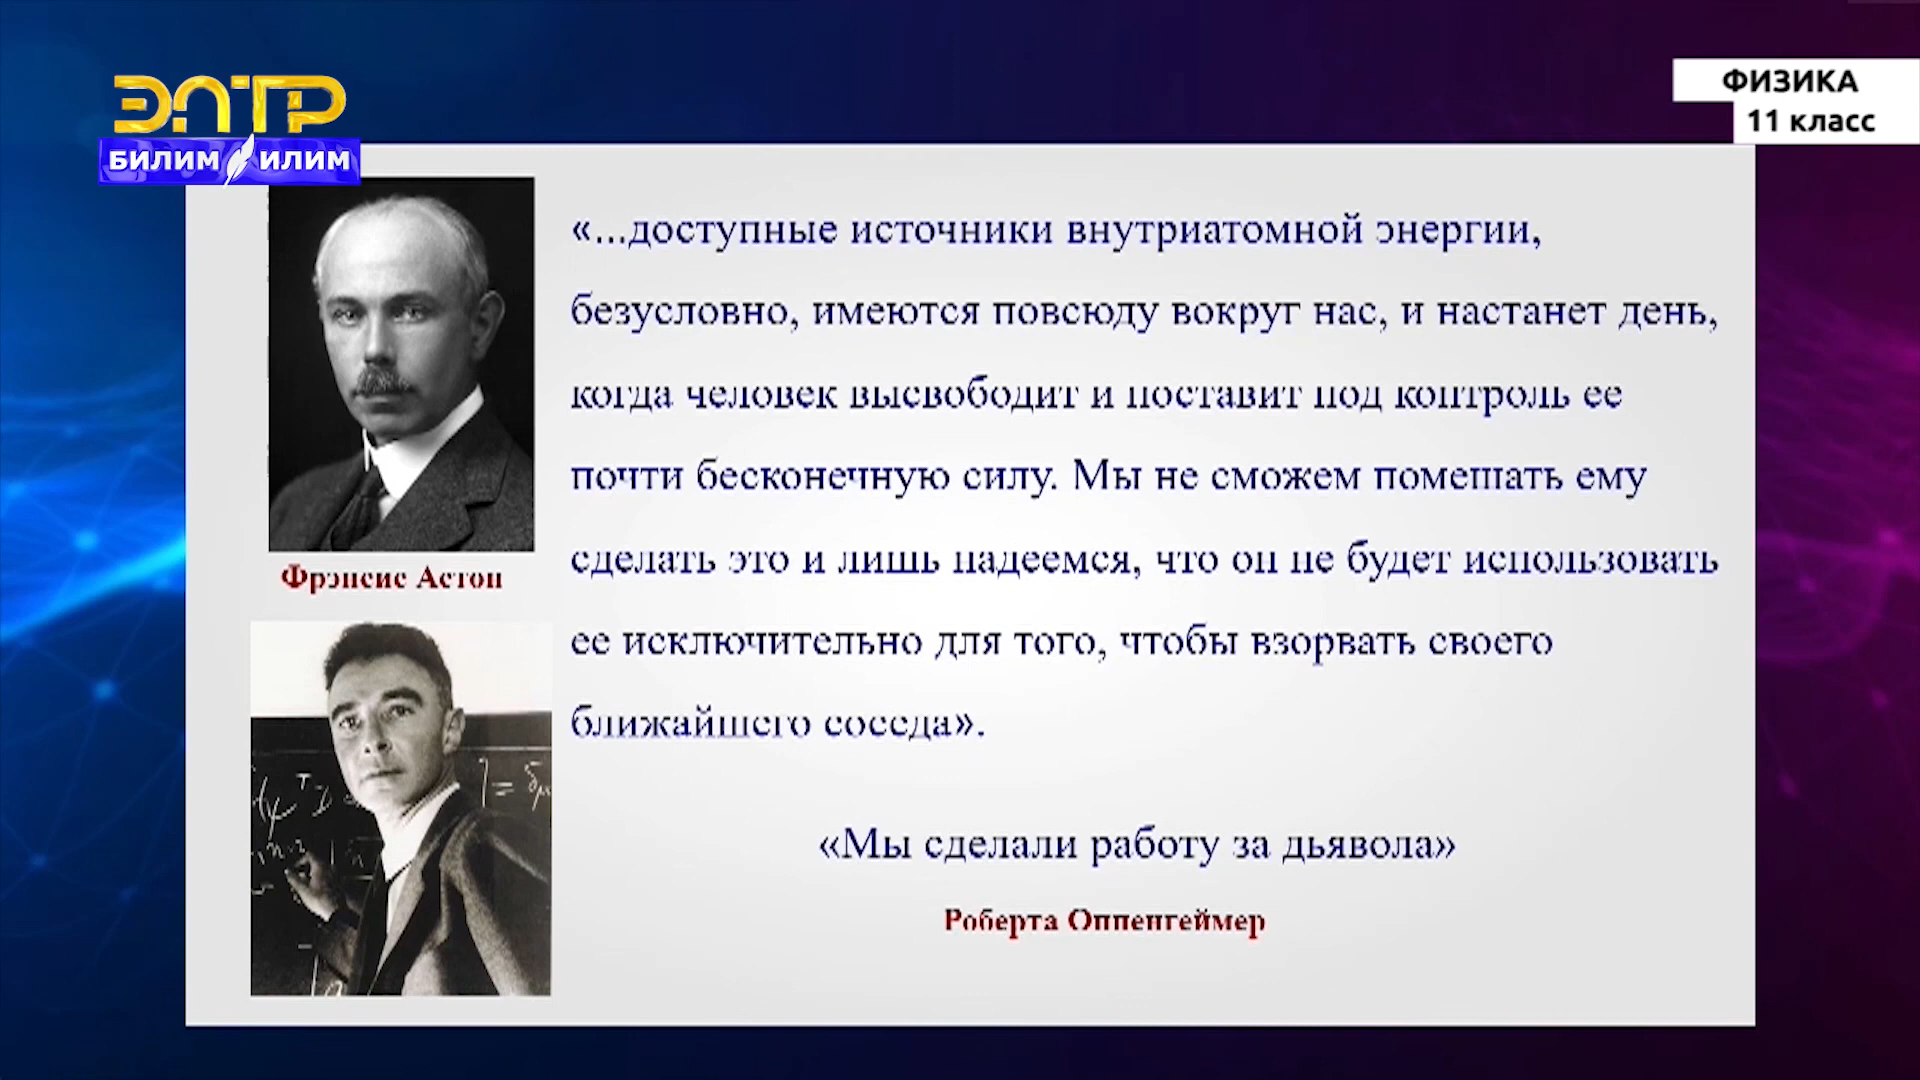 ЭЛТР
БИЛИМ ИЛИМ
ФИЗИКА
11 класс
«...доступные источники внутриатомной энергии,
безусловно, имеются повсюду вокруг нас, и настанет день,
когда человек высвободит и поставит под контроль ее
почти бесконечную силу. Мы не сможем помешать ему
сделать это и лишь надеемся, что он не будет использовать
ее исключительно для того, чтобы взорвать своего
ближайшего соседа».
Фрэнсис Астон
«Мы сделали работу за дьявола»
Роберта Оппенгеймер